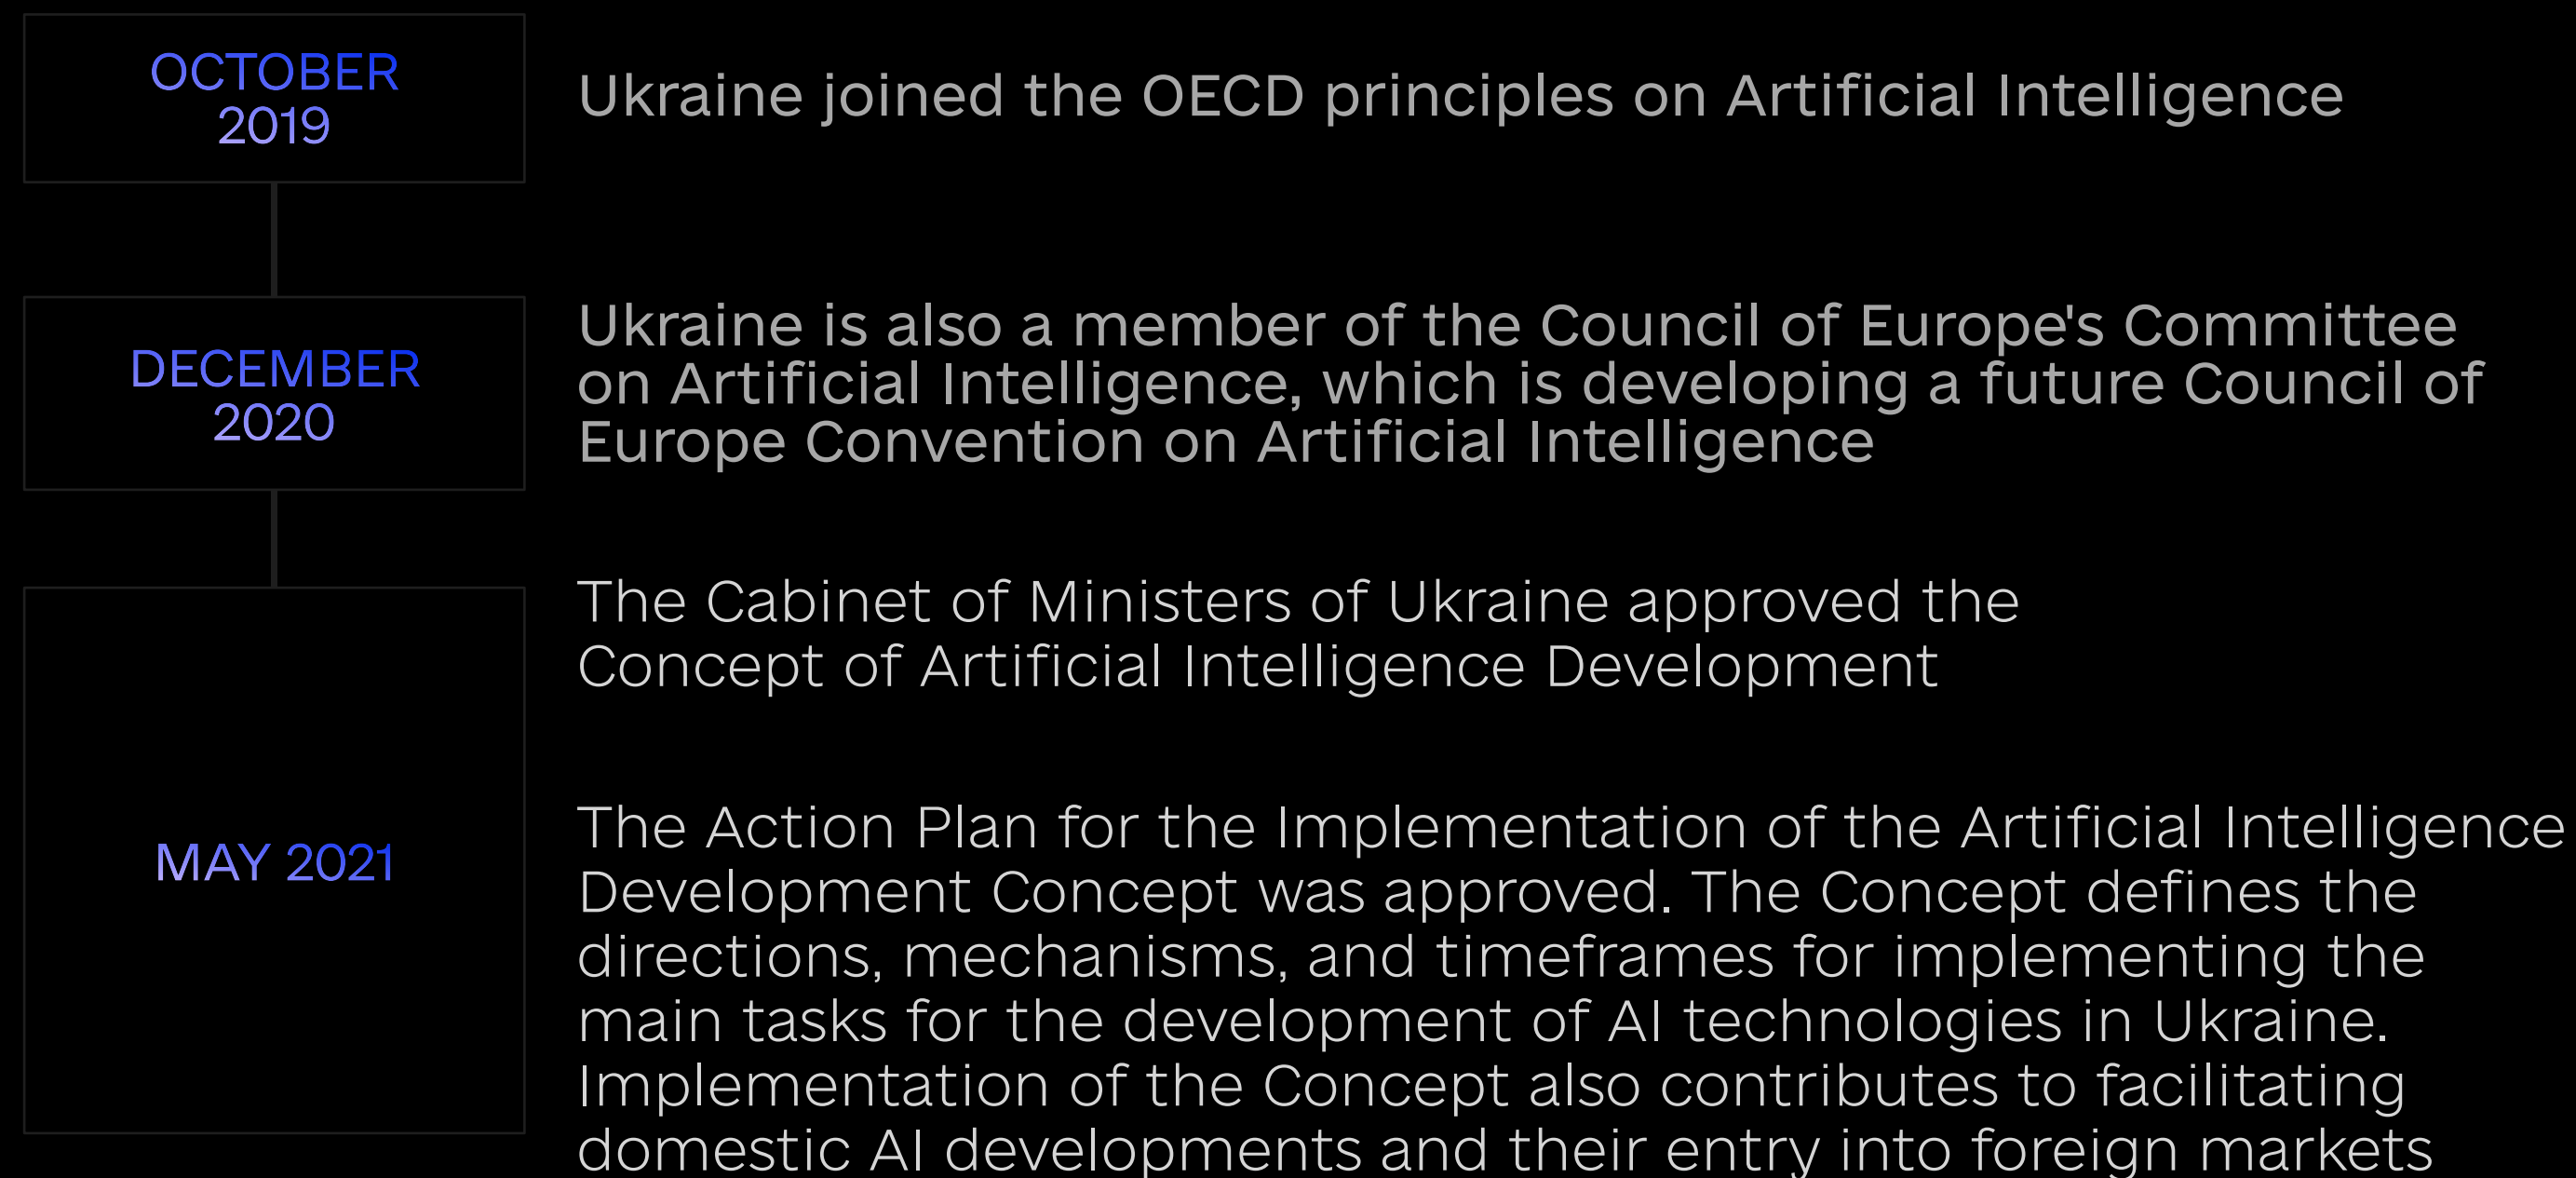 OCTOBER
2019
Ukraine joined the OECD principles on Artificial Intelligence
DECEMBER
2020
Ukraine is also a member of the Council of Europe's Committee
on Artificial Intelligence, which is developing a future Council of
Europe Convention on Artificial Intelligence
MAY 2021
The Cabinet of Ministers of Ukraine approved the
Concept of Artificial Intelligence Development
The Action Plan for the Implementation of the Artificial Intelligence
Development Concept was approved. The Concept defines the
directions, mechanisms, and timeframes for implementing the
main tasks for the development of AI technologies in Ukraine.
Implementation of the Concept also contributes to facilitating
domestic AI developments and their entry into foreign markets